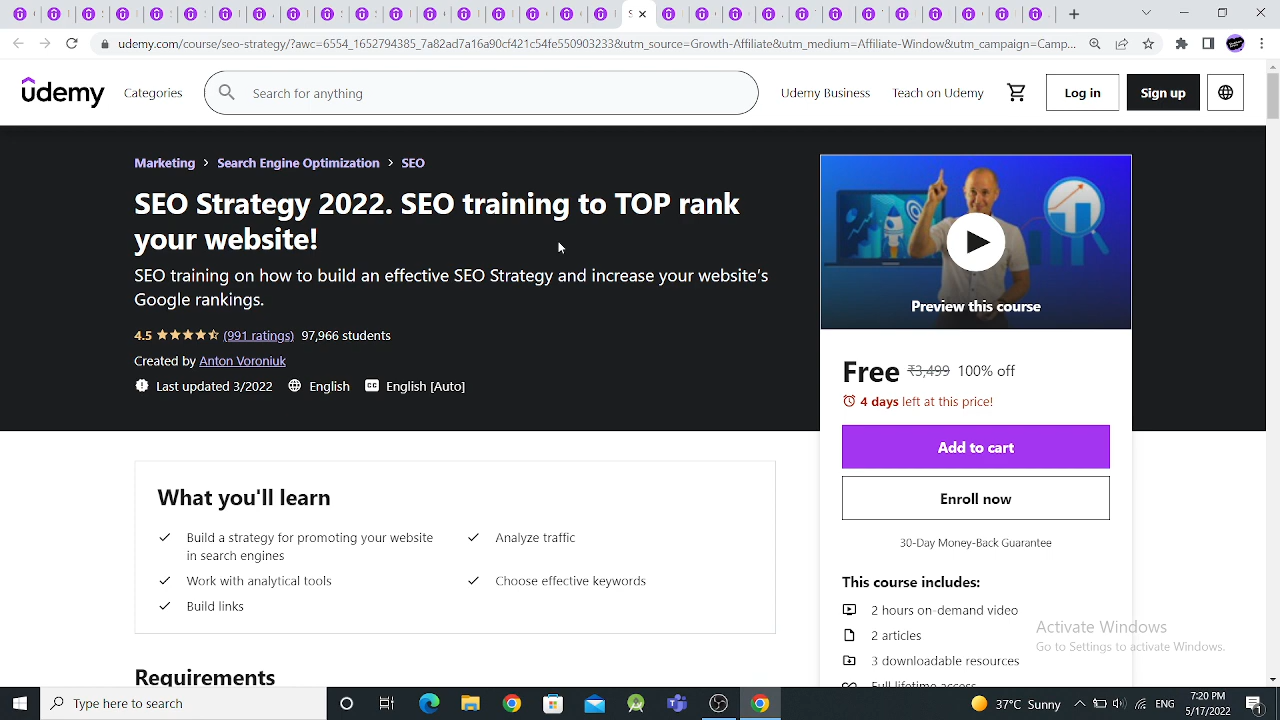 S
udemy.com/course/seo-strategy/?awc=6554_1652794385_7a82ad7a16a90cf421ef4ffe550903233&utm_source=Growth-Affiliate&utm_medium=Affiliate-Window&utm_campaign=Camp...
udemy
Categories
Search for anything
Udemy Business
Teach on Udemy
Log in
Sign up
Marketing > Search Engine Optimization > SEO
SEO Strategy 2022. SEO training to TOP rank
your website!
SEO training on how to build an effective SEO Strategy and increase your website's
Google rankings.
4.5 (991 ratings) 97,966 students
Created by Anton Voroniuk
Last updated 3/2022 English CC English [Auto]
Preview this course
Free ₹3,499 100% off
4 days left at this price!
Add to cart
Enroll now
30-Day Money-Back Guarantee
This course includes:
2 hours on-demand video
2 articles
3 downloadable resources
Full lifetime access
What you'll learn
Build a strategy for promoting your website
in search engines
Analyze traffic
Work with analytical tools
Choose effective keywords
Build links
Requirements
Activate Windows
Go to Settings to activate Windows.
Type here to search
37°C Sunny
ENG
7:20 PM
5/17/2022
1